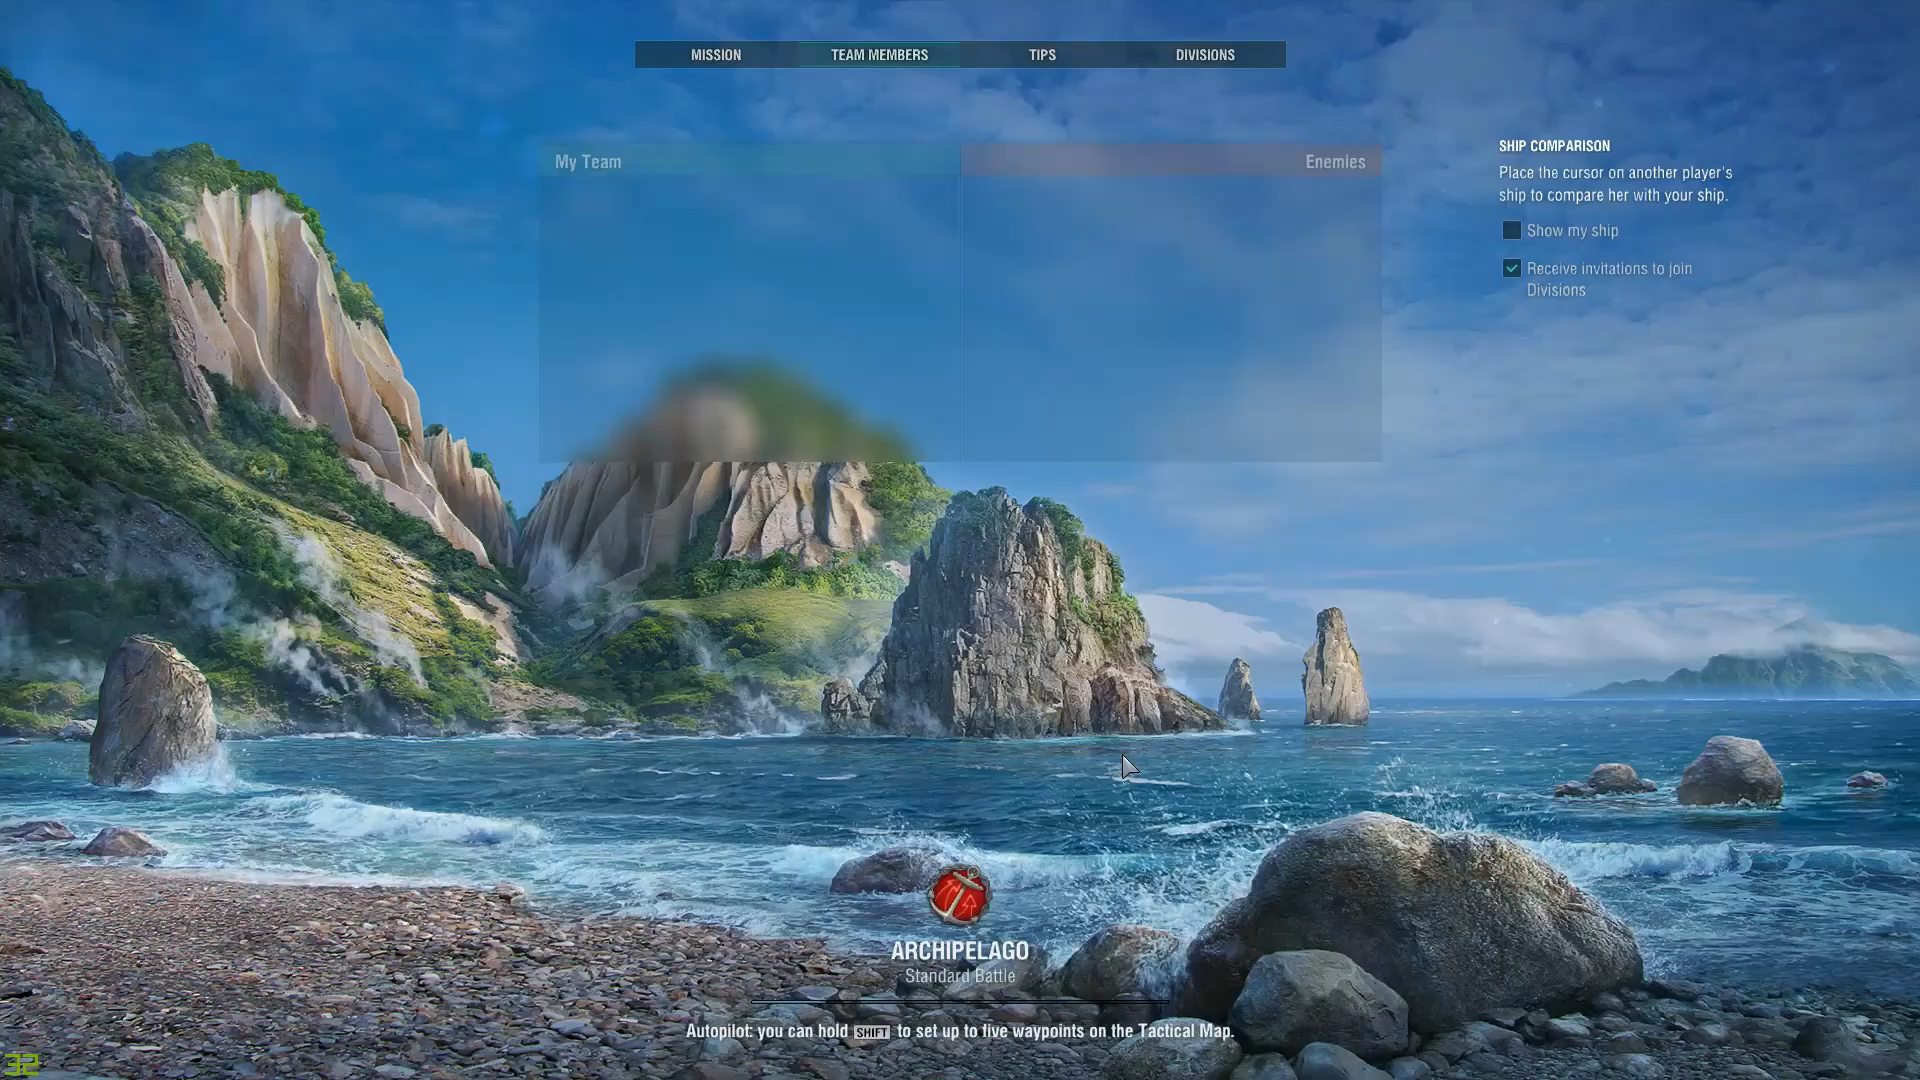 MISSION
TEAM MEMBERS
TIPS
DIVISIONS
My Team
Enemies
SHIP COMPARISON
Place the cursor on another player's
ship to compare her with your ship.
Show my ship
Receive invitations to join
Divisions
ARCHIPELAGO
Standard Battle
Autopilot: you can hold SHIFT to set up to five waypoints on the Tactical Map.
32